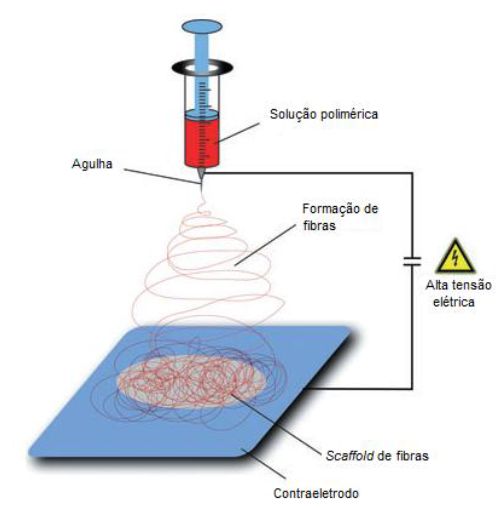 Solução polimérica
Agulha
Formação de
fibras
Alta tensão
elétrica
Scaffold de fibras
Contraeletrodo